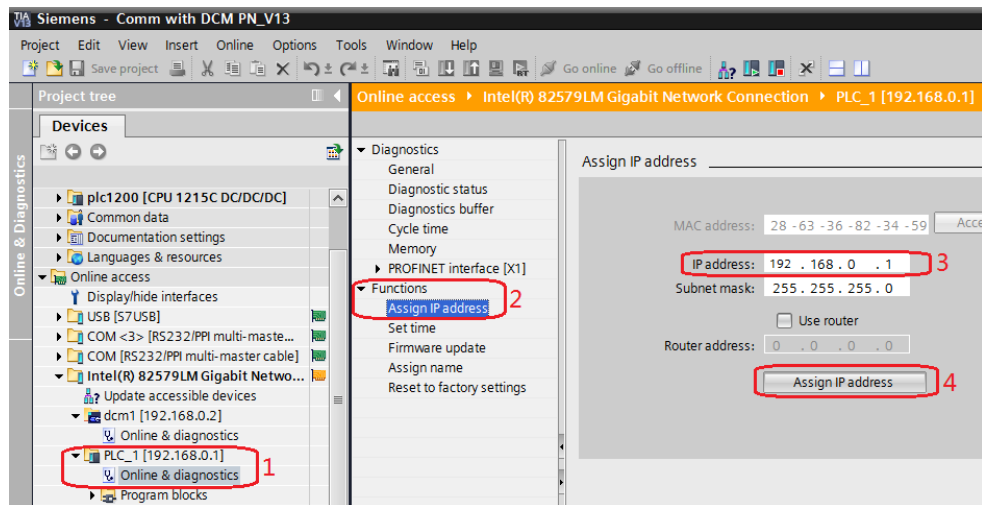 Siemens - Comm with DCM PN_V13
Project Edit View Insert Online Options Tools Window Help
Save project Go online Go offline
Project tree
Online access Intel(R) 82579LM Gigabit Network Connection PLC_1 [192.168.0.1]
Devices
Online & Diagnostics
plc1200 [CPU 1215C DC/DC/DC]
Common data
Documentation settings
Languages & resources
Online access
Display/hide interfaces
USB [S7USB]
COM <3> [RS232/PPI multi-maste...
COM [RS232/PPI multi-master cable]
Intel(R) 82579LM Gigabit Netwo...
Update accessible devices
dcm1 [192.168.0.2]
Online & diagnostics
PLC_1 [192.168.0.1]
Online & diagnostics
1
Program blocks
Diagnostics
General
Diagnostic status
Diagnostics buffer
Cycle time
Memory
PROFINET interface [X1]
Functions
Assign IP address
2
Set time
Firmware update
Assign name
Reset to factory settings
Assign IP address
MAC address: 28 -63 -36 -82 -34 -59 Acce
IP address: 192 . 168 . 0 . 1 3
Subnet mask: 255 . 255 . 255 . 0
Use router
Router address: 0 . 0 . 0 . 0
Assign IP address 4